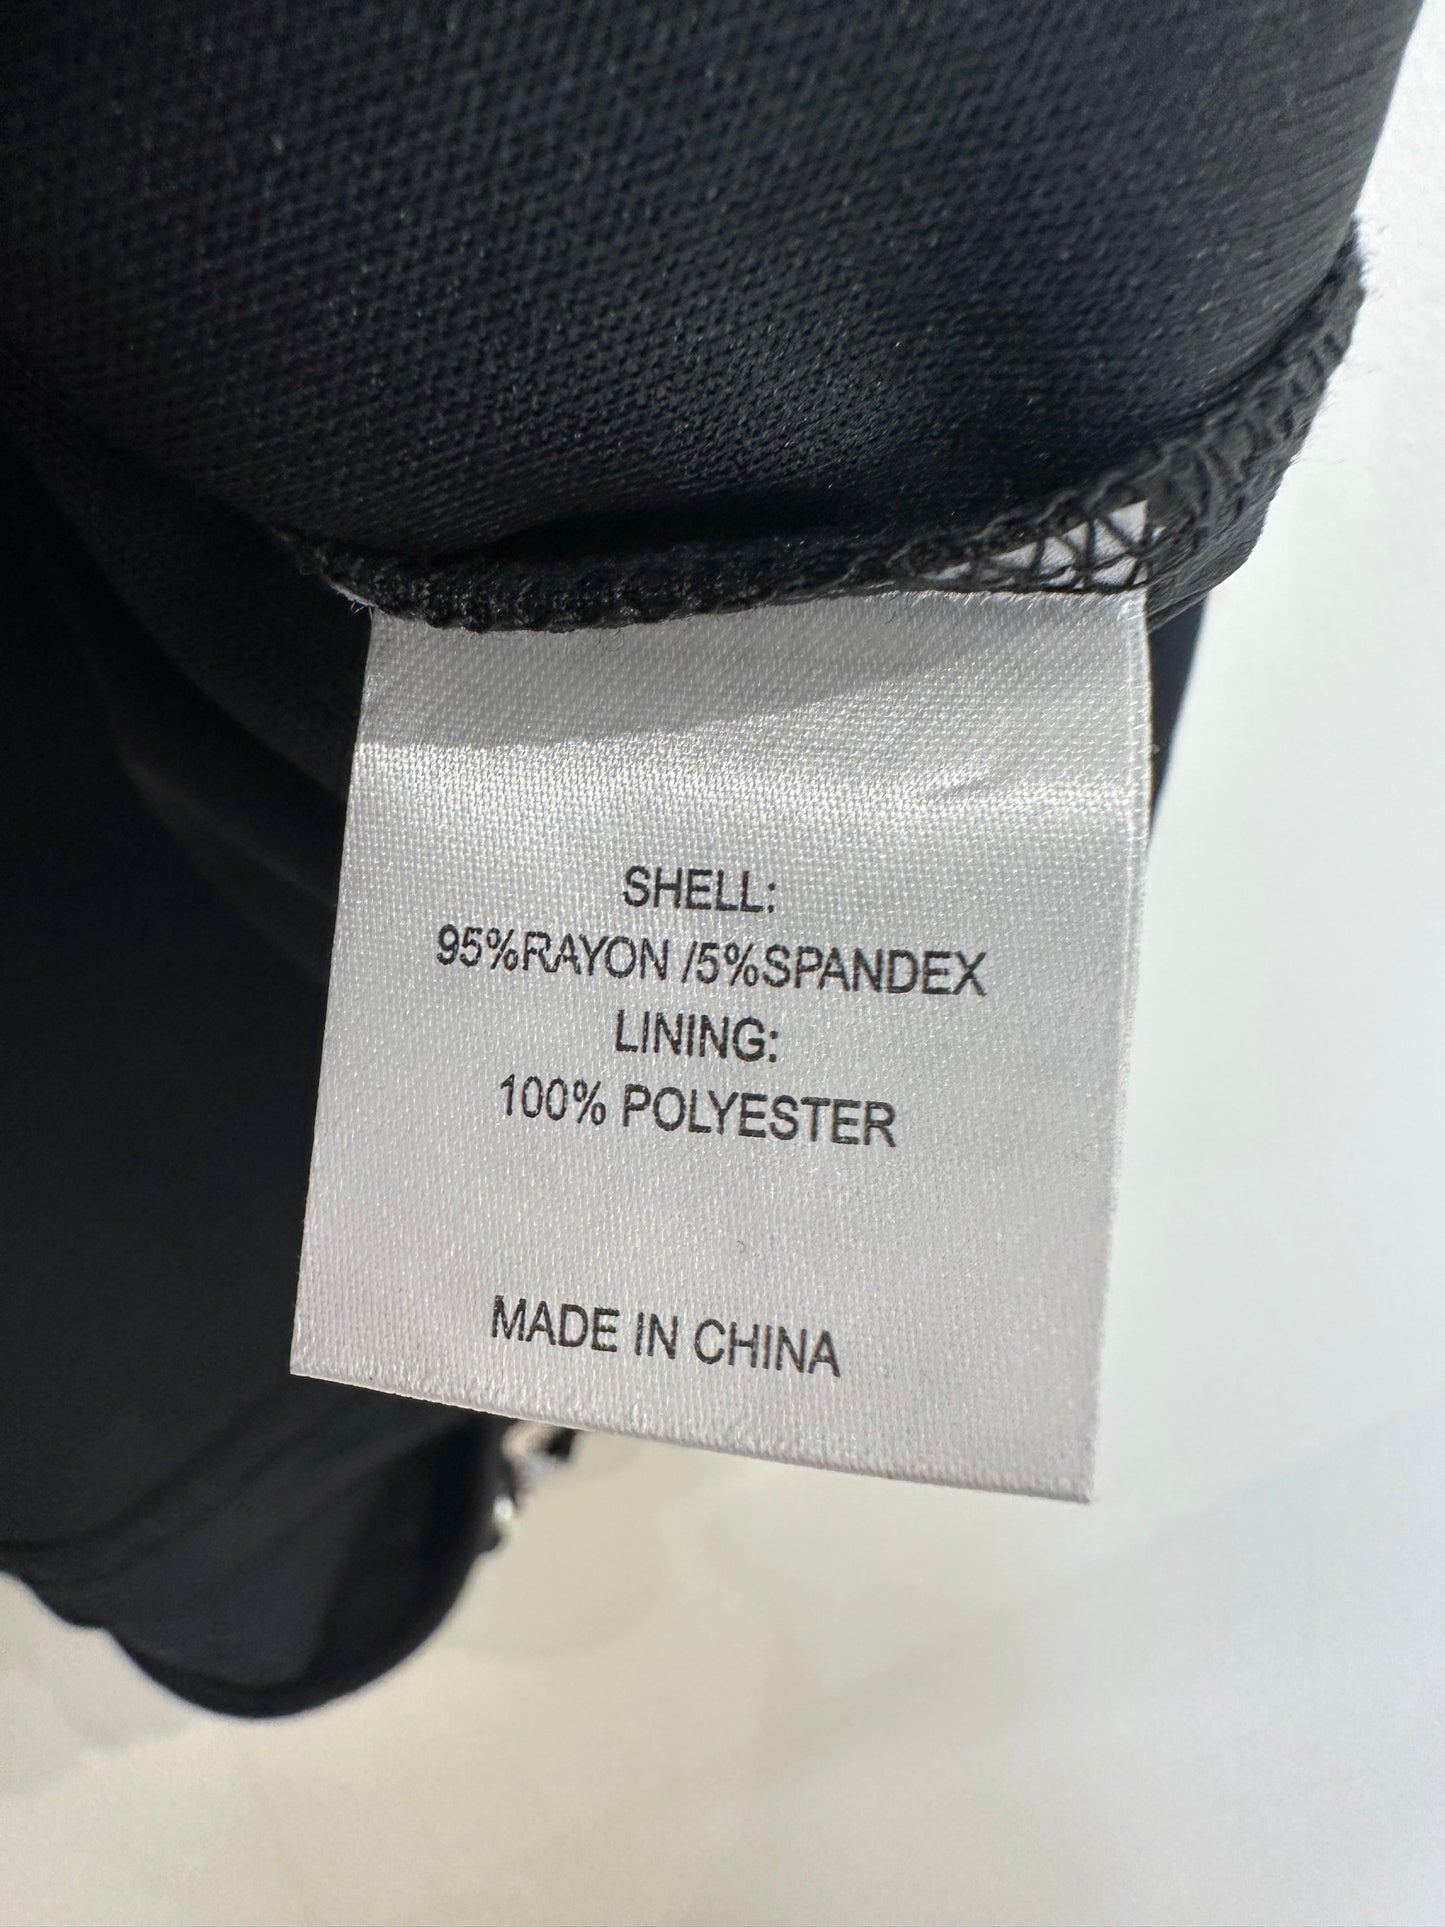 SHELL:
95%RAYON /5%SPANDEX
LINING:
100% POLYESTER
MADE IN CHINA